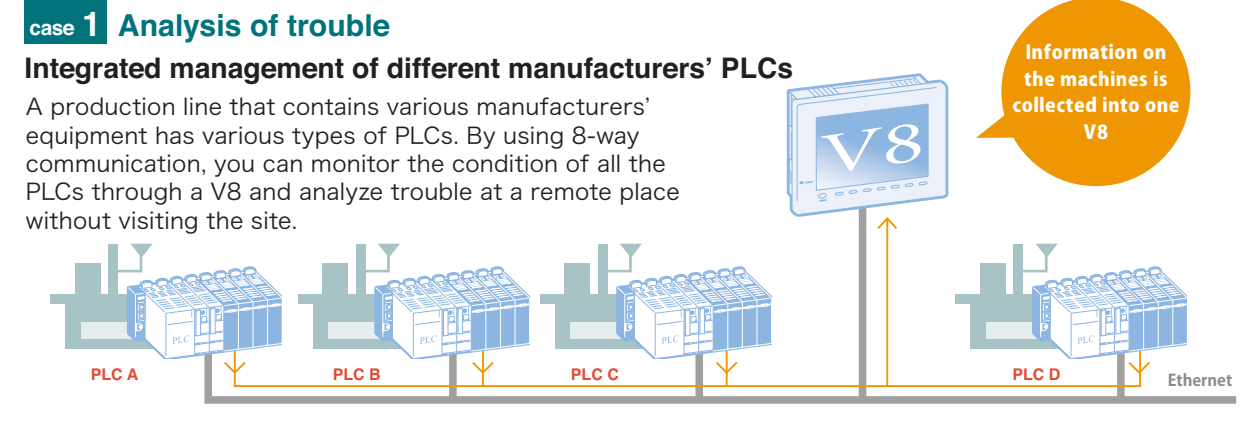 case 1 Analysis of trouble
Integrated management of different manufacturers’ PLCs
A production line that contains various manufacturers’
equipment has various types of PLCs. By using 8-way
communication, you can monitor the condition of all the
PLCs through a V8 and analyze trouble at a remote place
without visiting the site.
Information on
the machines is
collected into one
V8
V8
PLC
PLC
PLC
PLC
PLC A
PLC B
PLC C
PLC D
Ethernet